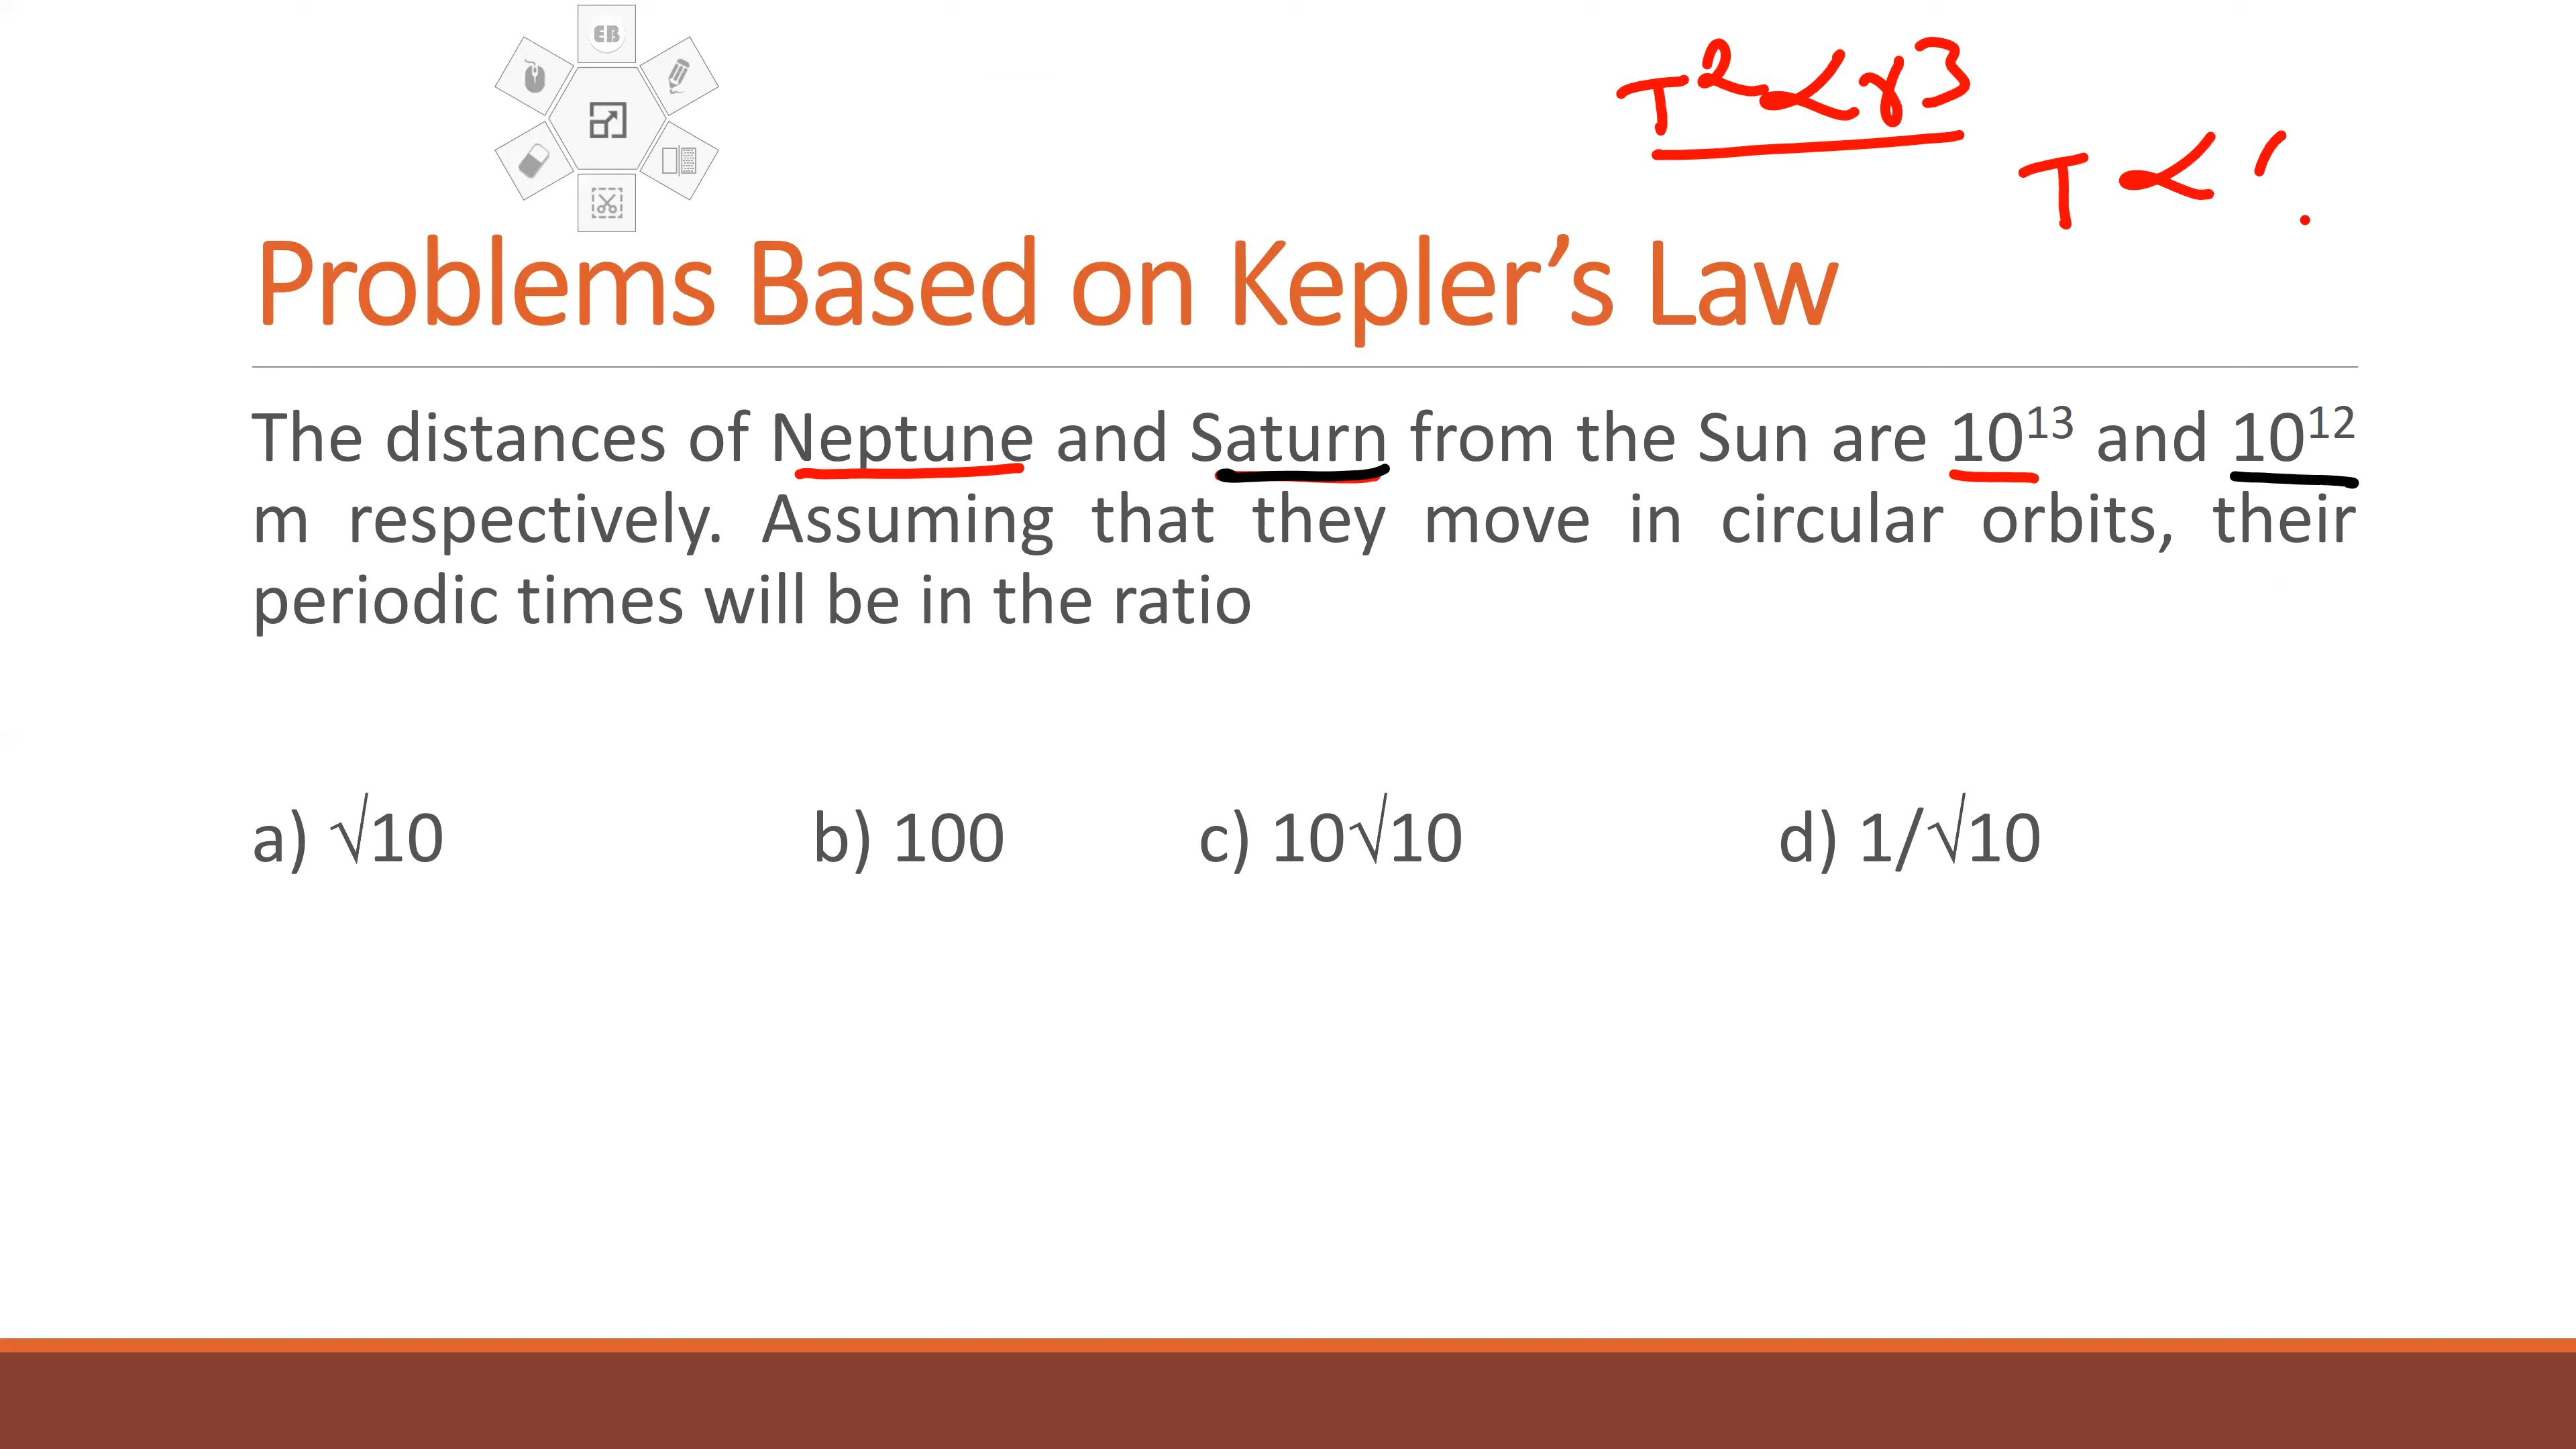 EB
T² ∝ r³
T ∝
Problems Based on Kepler’s Law
The distances of Neptune and Saturn from the Sun are 10¹³ and 10¹²
m respectively. Assuming that they move in circular orbits, their
periodic times will be in the ratio
a) √10 b) 100 c) 10√10 d) 1/√10